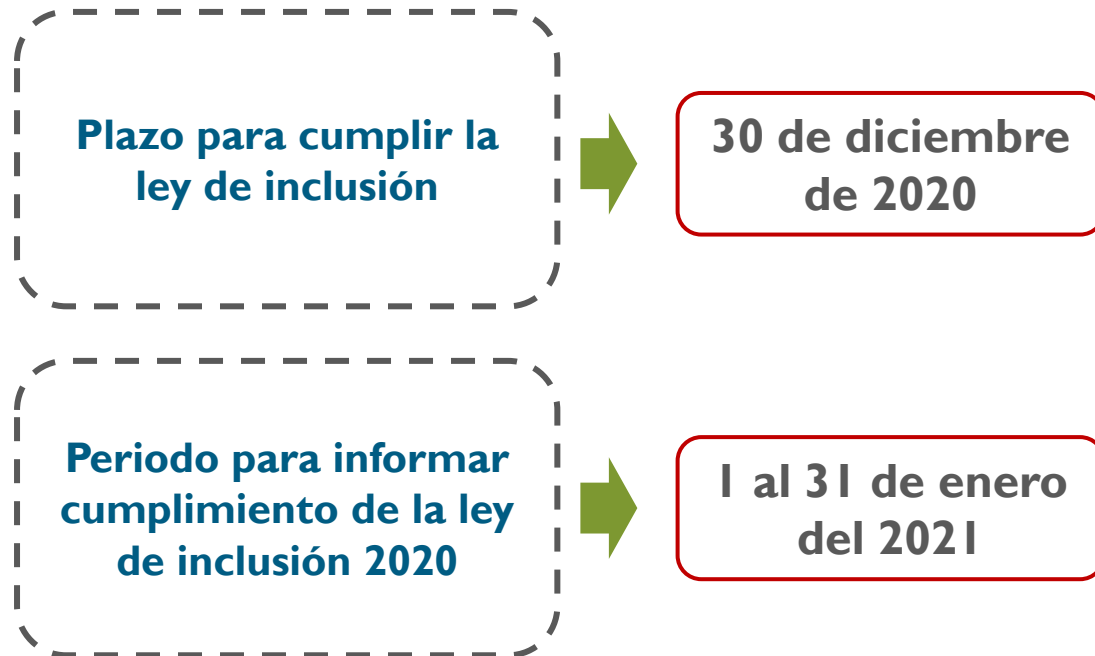 Plazo para cumplir la
ley de inclusión
30 de diciembre
de 2020
Periodo para informar
cumplimiento de la ley
de inclusión 2020
1 al 31 de enero
del 2021